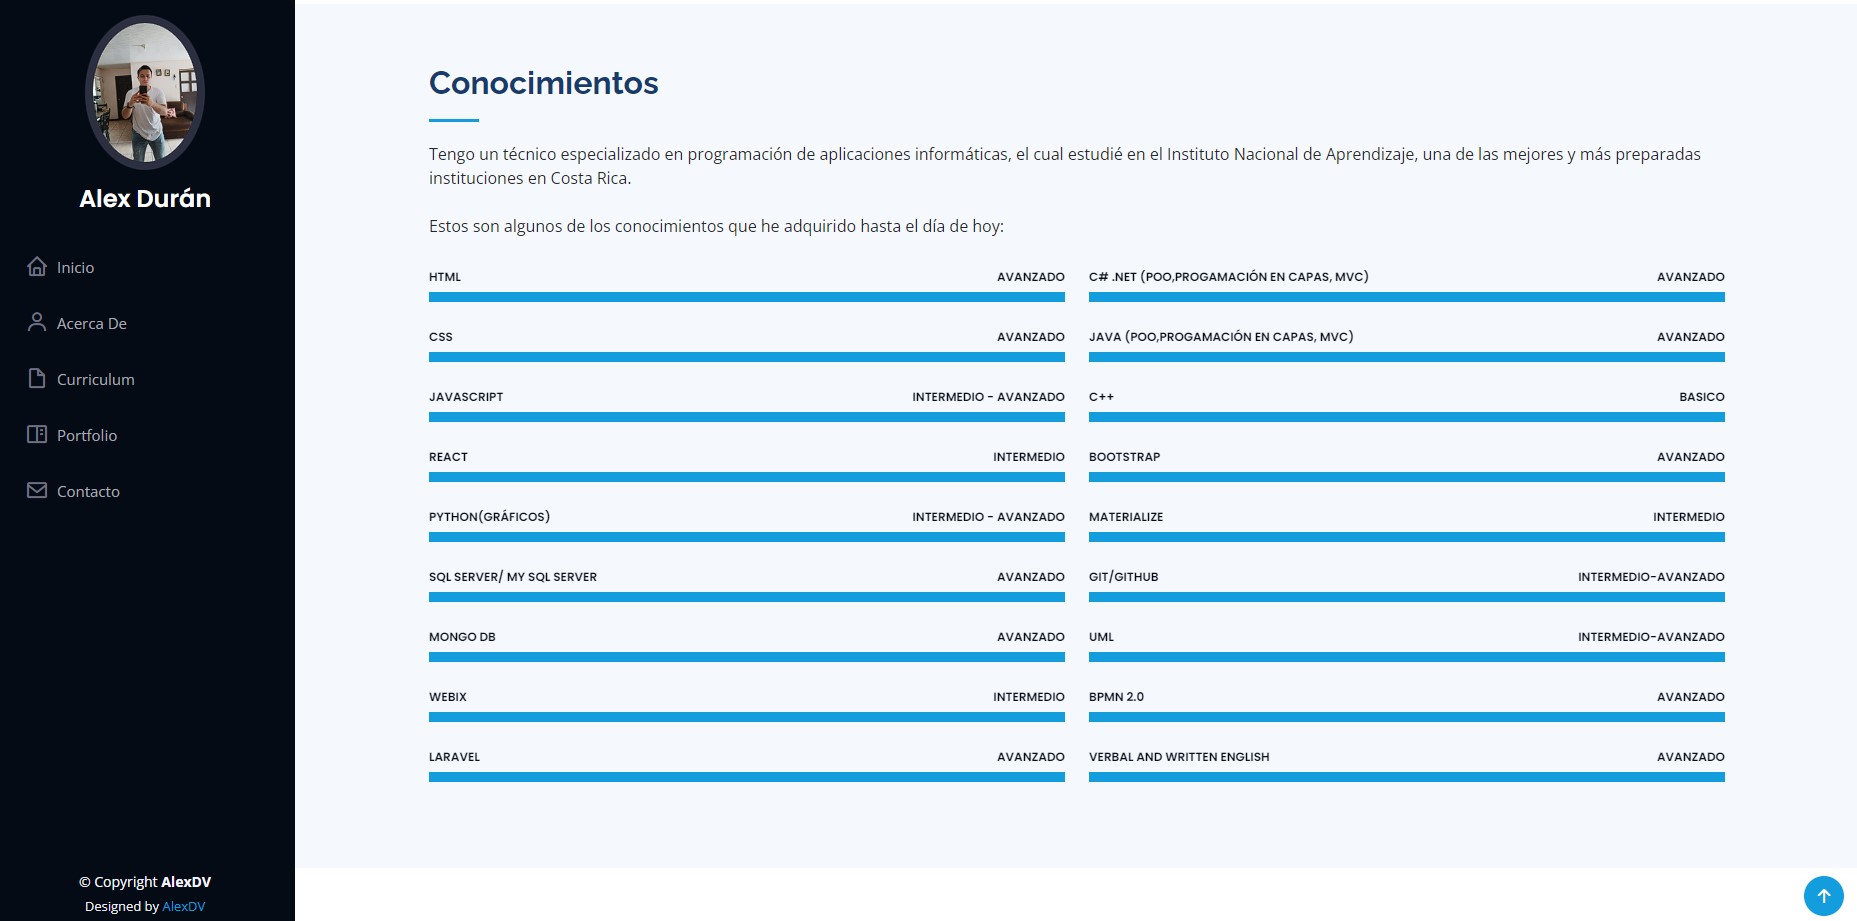 Alex Durán
Inicio
Acerca De
Curriculum
Portfolio
Contacto
© Copyright AlexDV
Designed by AlexDV
Conocimientos
Tengo un técnico especializado en programación de aplicaciones informáticas, el cual estudié en el Instituto Nacional de Aprendizaje, una de las mejores y más preparadas
instituciones en Costa Rica.
Estos son algunos de los conocimientos que he adquirido hasta el día de hoy:
HTML AVANZADO
CSS AVANZADO
JAVASCRIPT INTERMEDIO - AVANZADO
REACT INTERMEDIO
PYTHON(GRÁFICOS) INTERMEDIO - AVANZADO
SQL SERVER/ MY SQL SERVER AVANZADO
MONGO DB AVANZADO
WEBIX INTERMEDIO
LARAVEL AVANZADO
C# .NET (POO,PROGAMACIÓN EN CAPAS, MVC) AVANZADO
JAVA (POO,PROGAMACIÓN EN CAPAS, MVC) AVANZADO
C++ BASICO
BOOTSTRAP AVANZADO
MATERIALIZE INTERMEDIO
GIT/GITHUB INTERMEDIO-AVANZADO
UML INTERMEDIO-AVANZADO
BPMN 2.0 AVANZADO
VERBAL AND WRITTEN ENGLISH AVANZADO